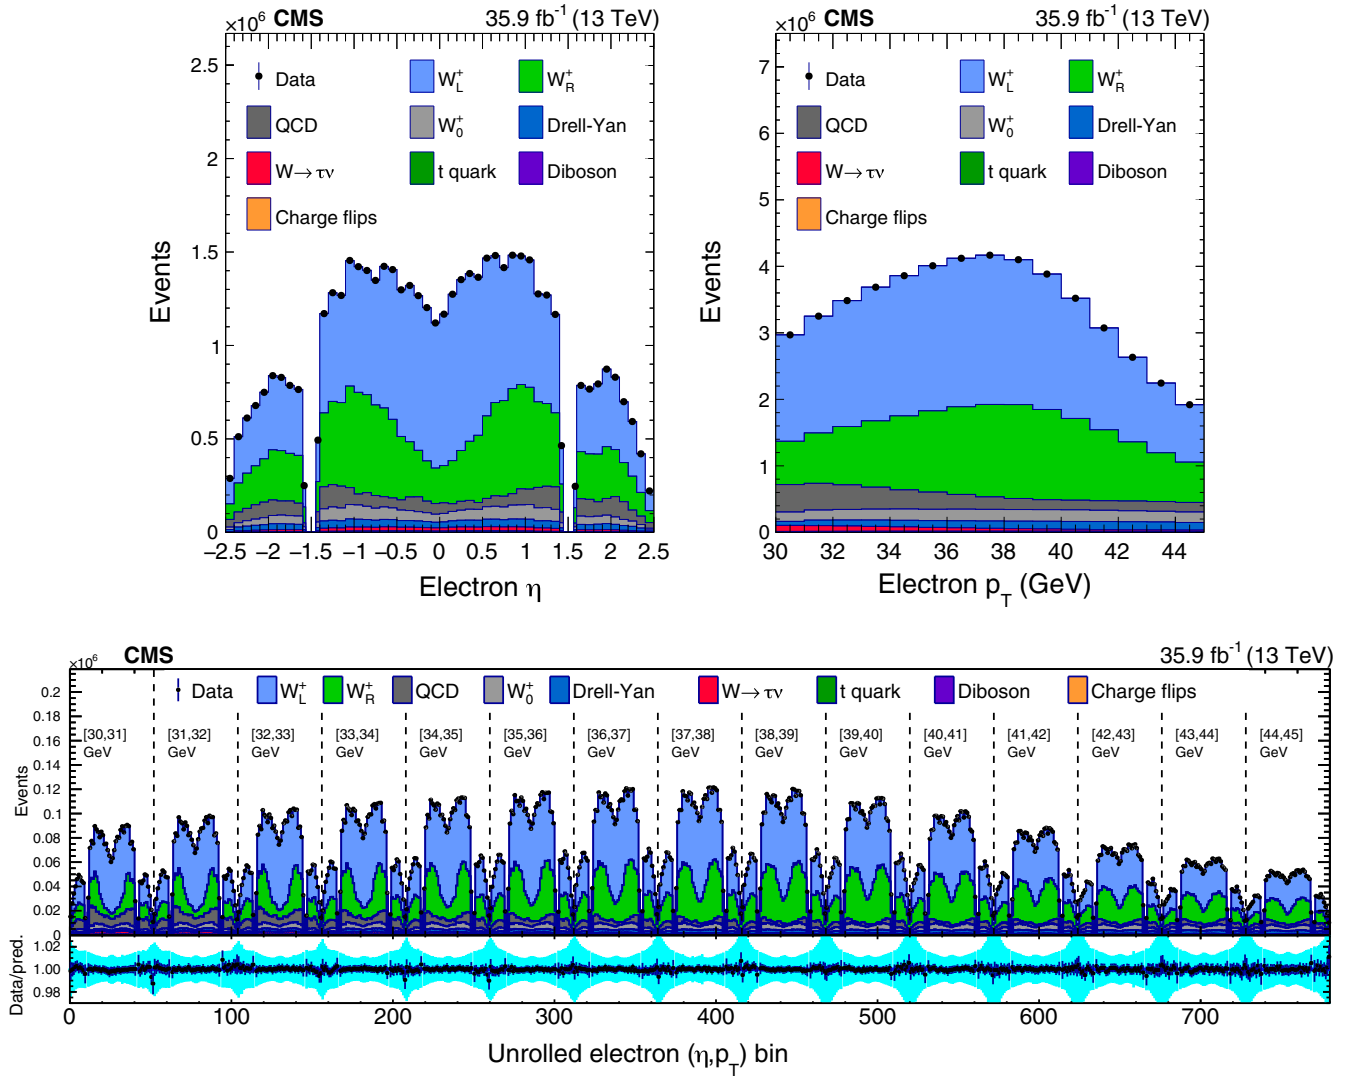 ×10⁶ CMS 35.9 fb⁻¹ (13 TeV)
2.5
2
1.5
1
0.5
0
Events
Data W⁺L W⁺R
QCD W⁺0 Drell-Yan
W→τν t quark Diboson
Charge flips
−2.5 −2 −1.5 −1 −0.5 0 0.5 1 1.5 2 2.5
Electron η
×10⁶ CMS 35.9 fb⁻¹ (13 TeV)
7
6
5
4
3
2
1
0
Events
Data W⁺L W⁺R
QCD W⁺0 Drell-Yan
W→τν t quark Diboson
Charge flips
30 32 34 36 38 40 42 44
Electron pT (GeV)
×10⁶ CMS 35.9 fb⁻¹ (13 TeV)
Data W⁺L W⁺R QCD W⁺0 Drell-Yan W→τν t quark Diboson Charge flips
[30,31] [31,32] [32,33] [33,34] [34,35] [35,36] [36,37] [37,38] [38,39] [39,40] [40,41] [41,42] [42,43] [43,44] [44,45]
GeV GeV GeV GeV GeV GeV GeV GeV GeV GeV GeV GeV GeV GeV GeV
0.2
0.18
0.16
0.14
0.12
0.1
0.08
0.06
0.04
0.02
0
Events
1.02
1.00
0.98
Data/pred.
0 100 200 300 400 500 600 700
Unrolled electron (η,pT) bin